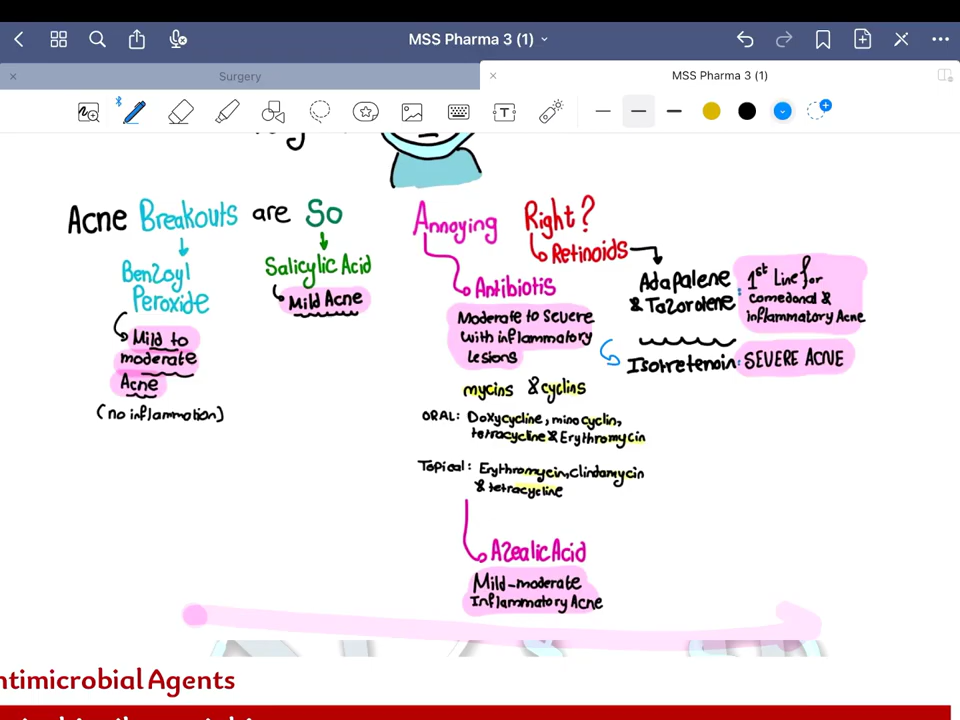 MSS Pharma 3 (1)
Surgery
MSS Pharma 3 (1)
Acne Breakouts are So
Annoying Right?
Benzoyl
Peroxide
Mild to
moderate
Acne
(no inflammation)
Salicylic Acid
Mild Acne
Antibiotis
Moderate to Severe
with inflammatory
lesions
mycins & cyclins
ORAL: Doxycycline, minocyclin,
tetracycline & Erythromycin
Topical: Erythromycin, Clindamycin
& tetracycline
Azealic Acid
Mild-moderate
Inflammatory Acne
Retinoids
Adapalene
& Tazorotene:
1st Line for
comedonal &
inflammatory Acne
Isotretenoin: SEVERE ACNE
ntimicrobial Agents